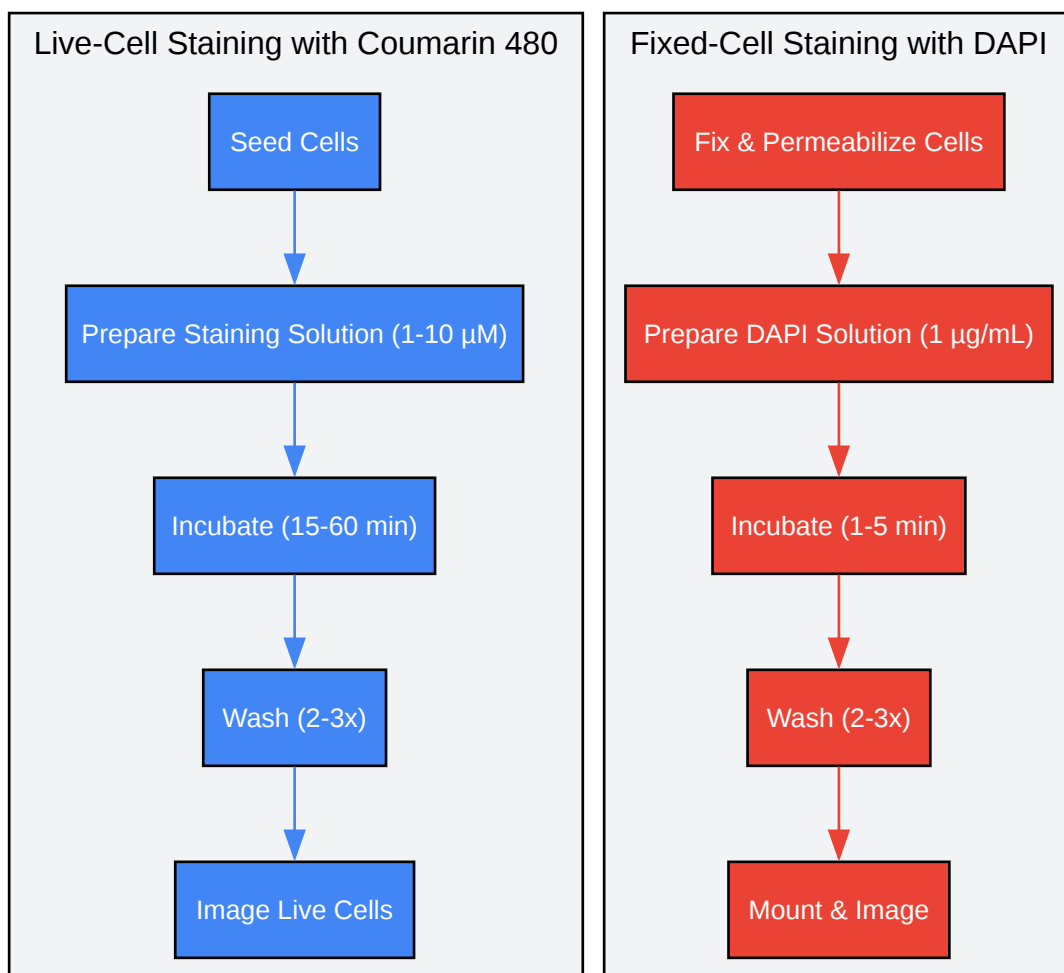 Live-Cell Staining with Coumarin 480
Seed Cells
Prepare Staining Solution (1-10 µM)
Incubate (15-60 min)
Wash (2-3x)
Image Live Cells
Fixed-Cell Staining with DAPI
Fix & Permeabilize Cells
Prepare DAPI Solution (1 µg/mL)
Incubate (1-5 min)
Wash (2-3x)
Mount & Image